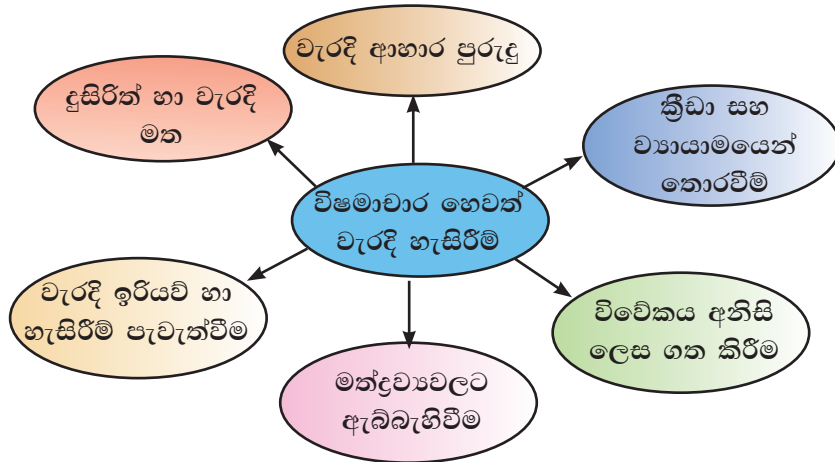 වැරදි ආහාර පුරුදු
දුසිරිත් හා වැරදි
මත
ක්‍රීඩා සහ
ව්‍යායාමයෙන්
තොරවීම්
විෂමාචාර හෙවත්
වැරදි හැසිරීම්
වැරදි ඉරියව් හා
හැසිරීම් පැවැත්වීම
විවේකය අනිසි
ලෙස ගත කිරීම
මත්ද්‍රව්‍යවලට
ඇබ්බැහිවීම